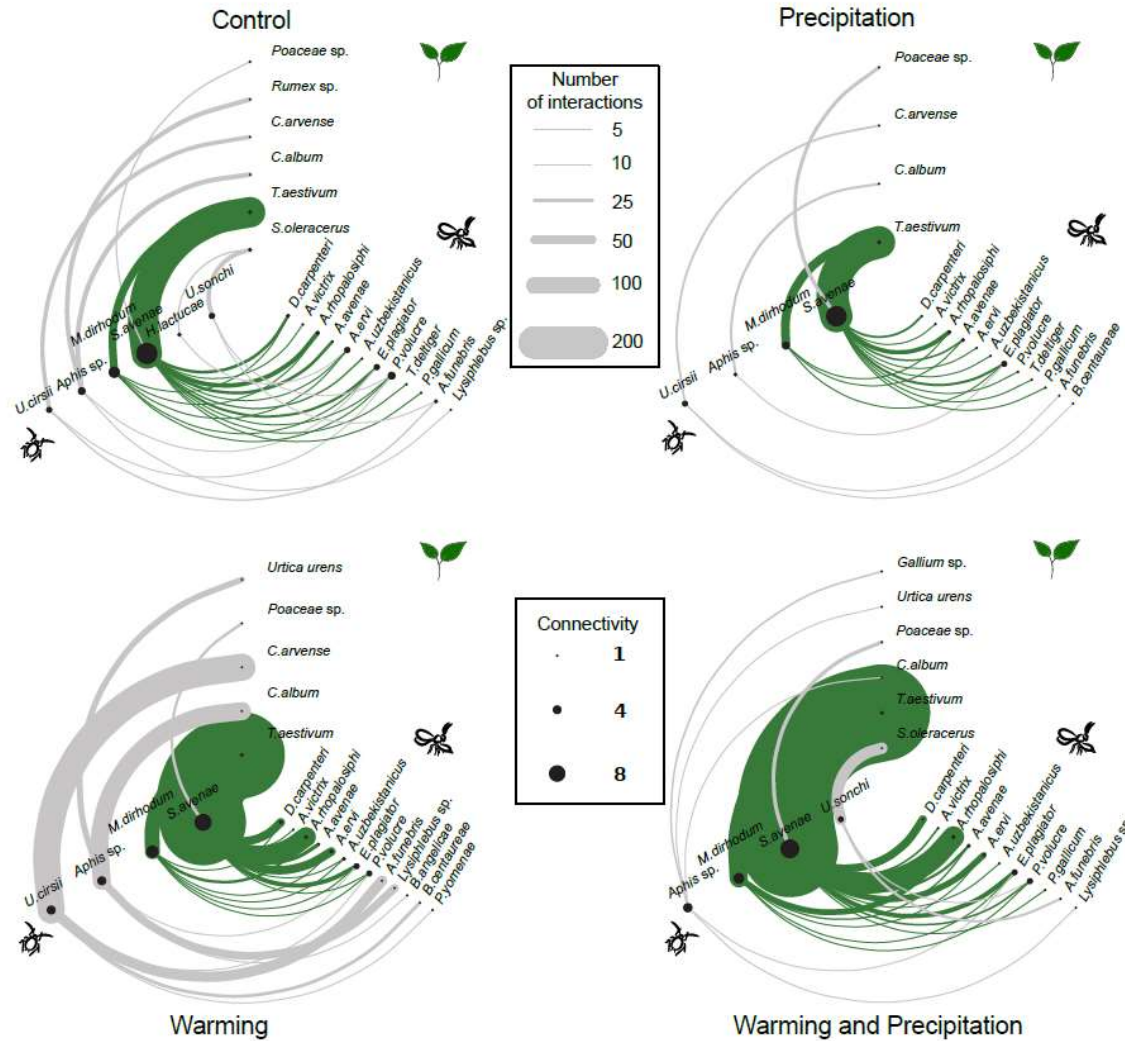 Control
Poaceae sp.
Rumex sp.
C.arvense
C.album
T.aestivum
S.oleracerus
U.sonchi
H.lactucae
S.avenae
M.dirhodum
Aphis sp.
U.cirsii
D.carpenteri
A.victrix
A.rhopalosiphi
A.avenae
A.ervi
A.uzbekistanicus
E.plagiator
P.volucre
T.deltiger
P.gallicum
A.funebris
Lysiphlebus sp.
Number
of interactions
5
10
25
50
100
200
Precipitation
Poaceae sp.
C.arvense
C.album
T.aestivum
S.avenae
M.dirhodum
Aphis sp.
U.cirsii
D.carpenteri
A.victrix
A.rhopalosiphi
A.avenae
A.ervi
A.uzbekistanicus
E.plagiator
P.volucre
T.deltiger
P.gallicum
A.funebris
B.centaureae
Urtica urens
Poaceae sp.
C.arvense
C.album
T.aestivum
S.avenae
M.dirhodum
Aphis sp.
U.cirsii
D.carpenteri
A.victrix
A.rhopalosiphi
A.avenae
A.ervi
A.uzbekistanicus
E.plagiator
P.volucre
A.funebris
Lysiphlebus sp.
B.angelicae
B.centaureae
P.yomenae
Warming
Connectivity
1
4
8
Gallium sp.
Urtica urens
Poaceae sp.
C.album
T.aestivum
S.oleracerus
U.sonchi
S.avenae
M.dirhodum
Aphis sp.
D.carpenteri
A.victrix
A.rhopalosiphi
A.avenae
A.ervi
A.uzbekistanicus
E.plagiator
P.volucre
P.gallicum
A.funebris
Lysiphlebus sp
Warming and Precipitation